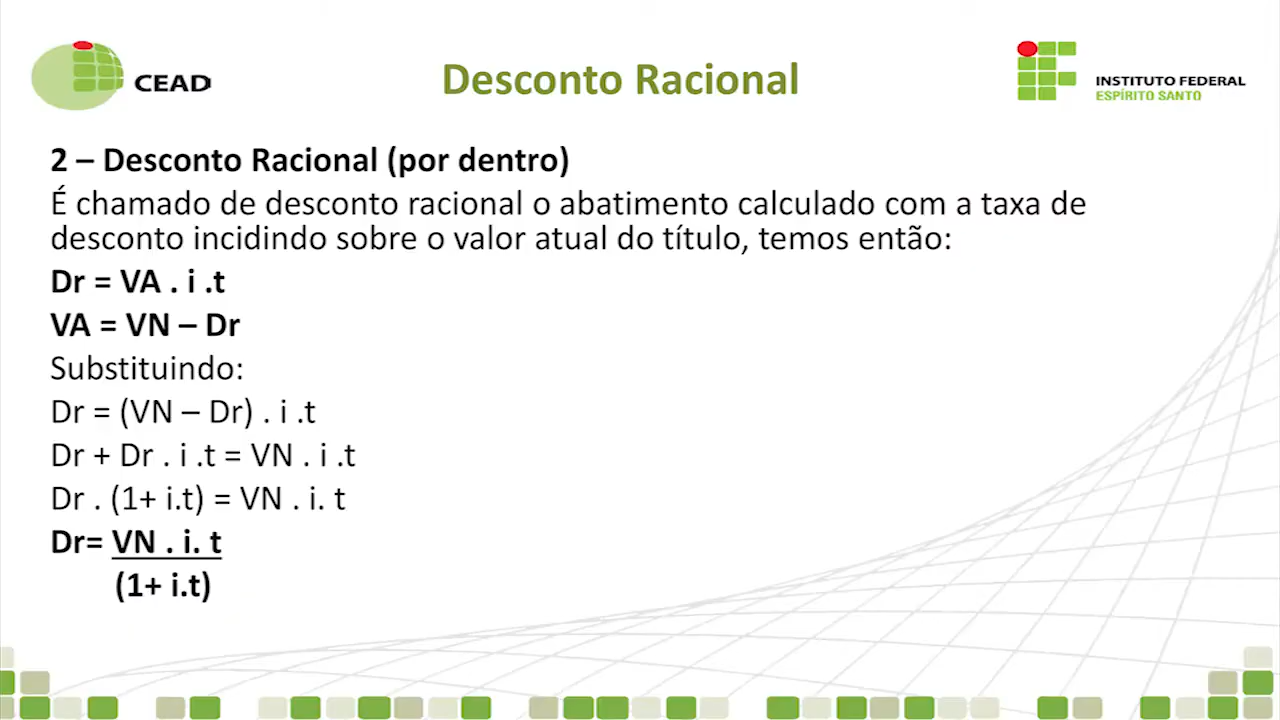 CEAD
Desconto Racional
INSTITUTO FEDERAL
ESPÍRITO SANTO
2 – Desconto Racional (por dentro)
É chamado de desconto racional o abatimento calculado com a taxa de
desconto incidindo sobre o valor atual do título, temos então:
Dr = VA . i .t
VA = VN – Dr
Substituindo:
Dr = (VN – Dr) . i .t
Dr + Dr . i .t = VN . i .t
Dr . (1+ i.t) = VN . i. t
Dr= VN . i. t
(1+ i.t)